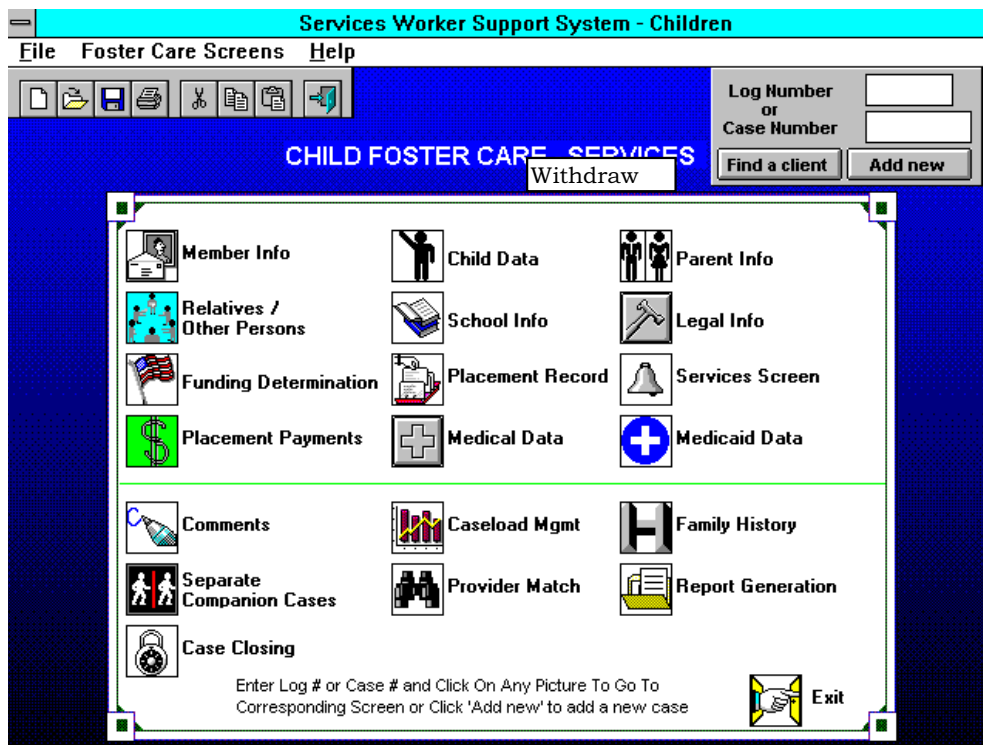 Services Worker Support System - Children
File Foster Care Screens Help
Log Number
or
Case Number
Find a client Add new
CHILD FOSTER CARE SERVICES
Withdraw
Member Info Child Data Parent Info
Relatives /
Other Persons
School Info Legal Info
Funding Determination Placement Record Services Screen
Placement Payments Medical Data Medicaid Data
Comments Caseload Mgmt Family History
Separate
Companion Cases
Provider Match Report Generation
Case Closing
Enter Log # or Case # and Click On Any Picture To Go To
Corresponding Screen or Click 'Add new' to add a new case
Exit